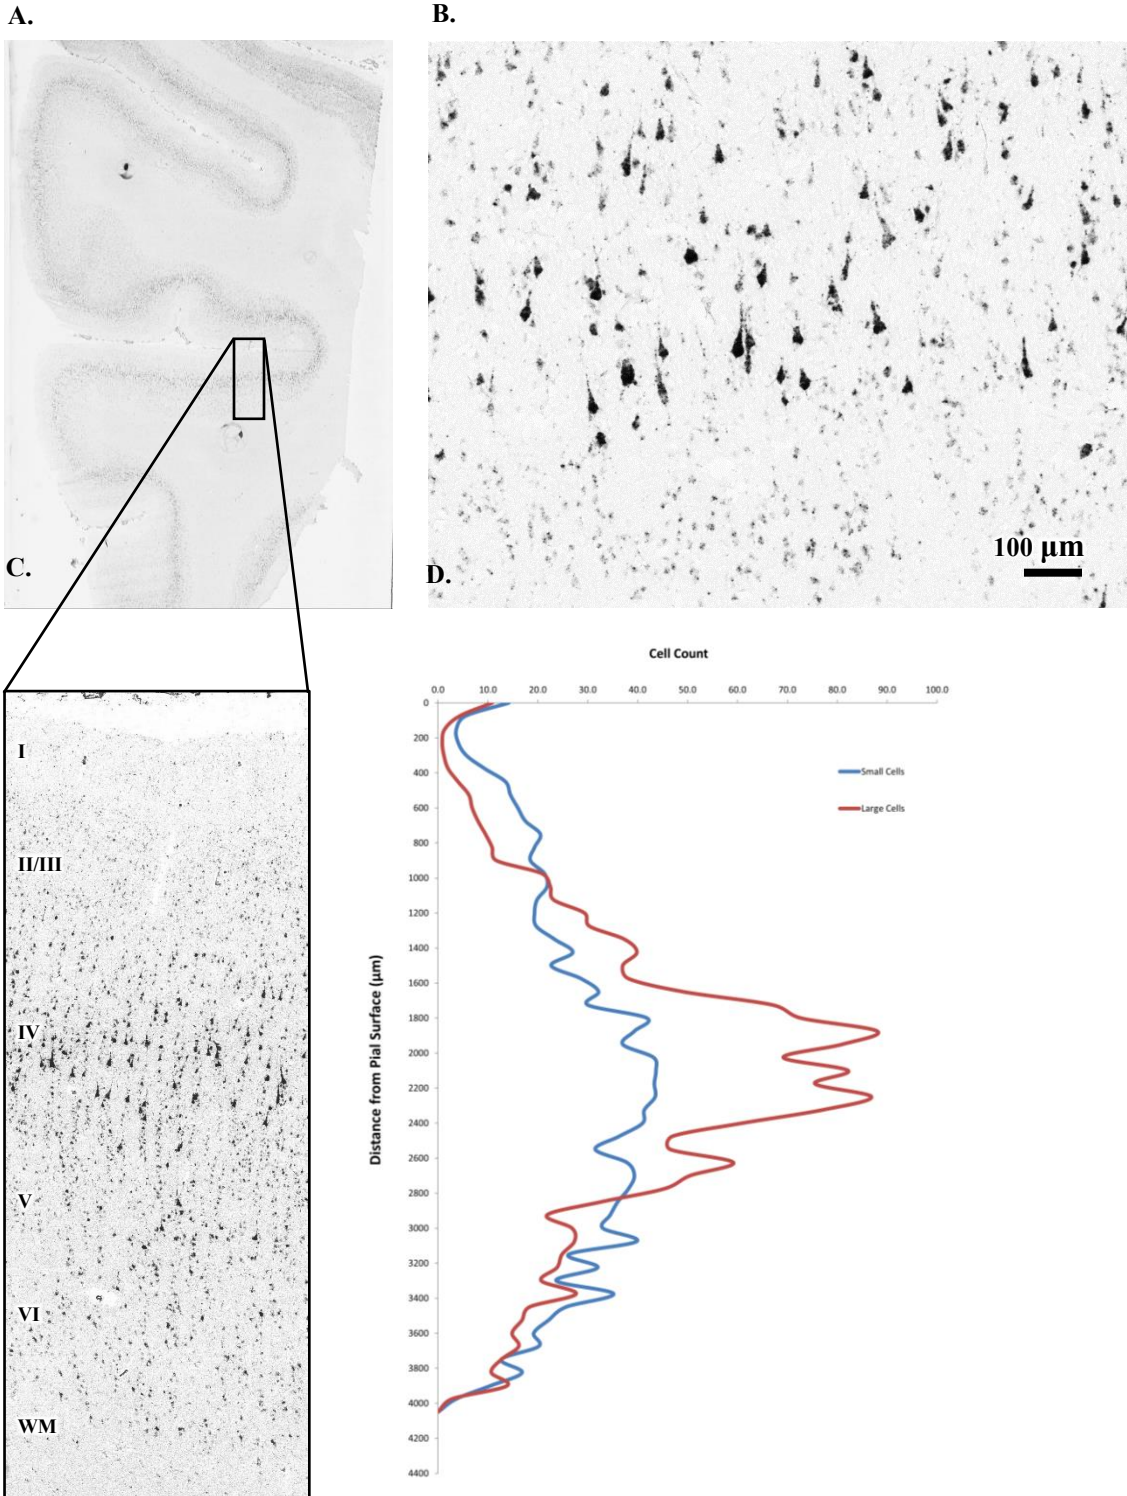 A.
B.
100 µm
C.
D.
I
II/III
IV
V
VI
WM
Cell Count
0.0 10.0 20.0 30.0 40.0 50.0 60.0 70.0 80.0 90.0 100.0
0
200
400
600
800
1000
1200
1400
1600
1800
2000
2200
2400
2600
2800
3000
3200
3400
3600
3800
4000
4200
4400
Distance from Pial Surface (µm)
Small Cells
Large Cells